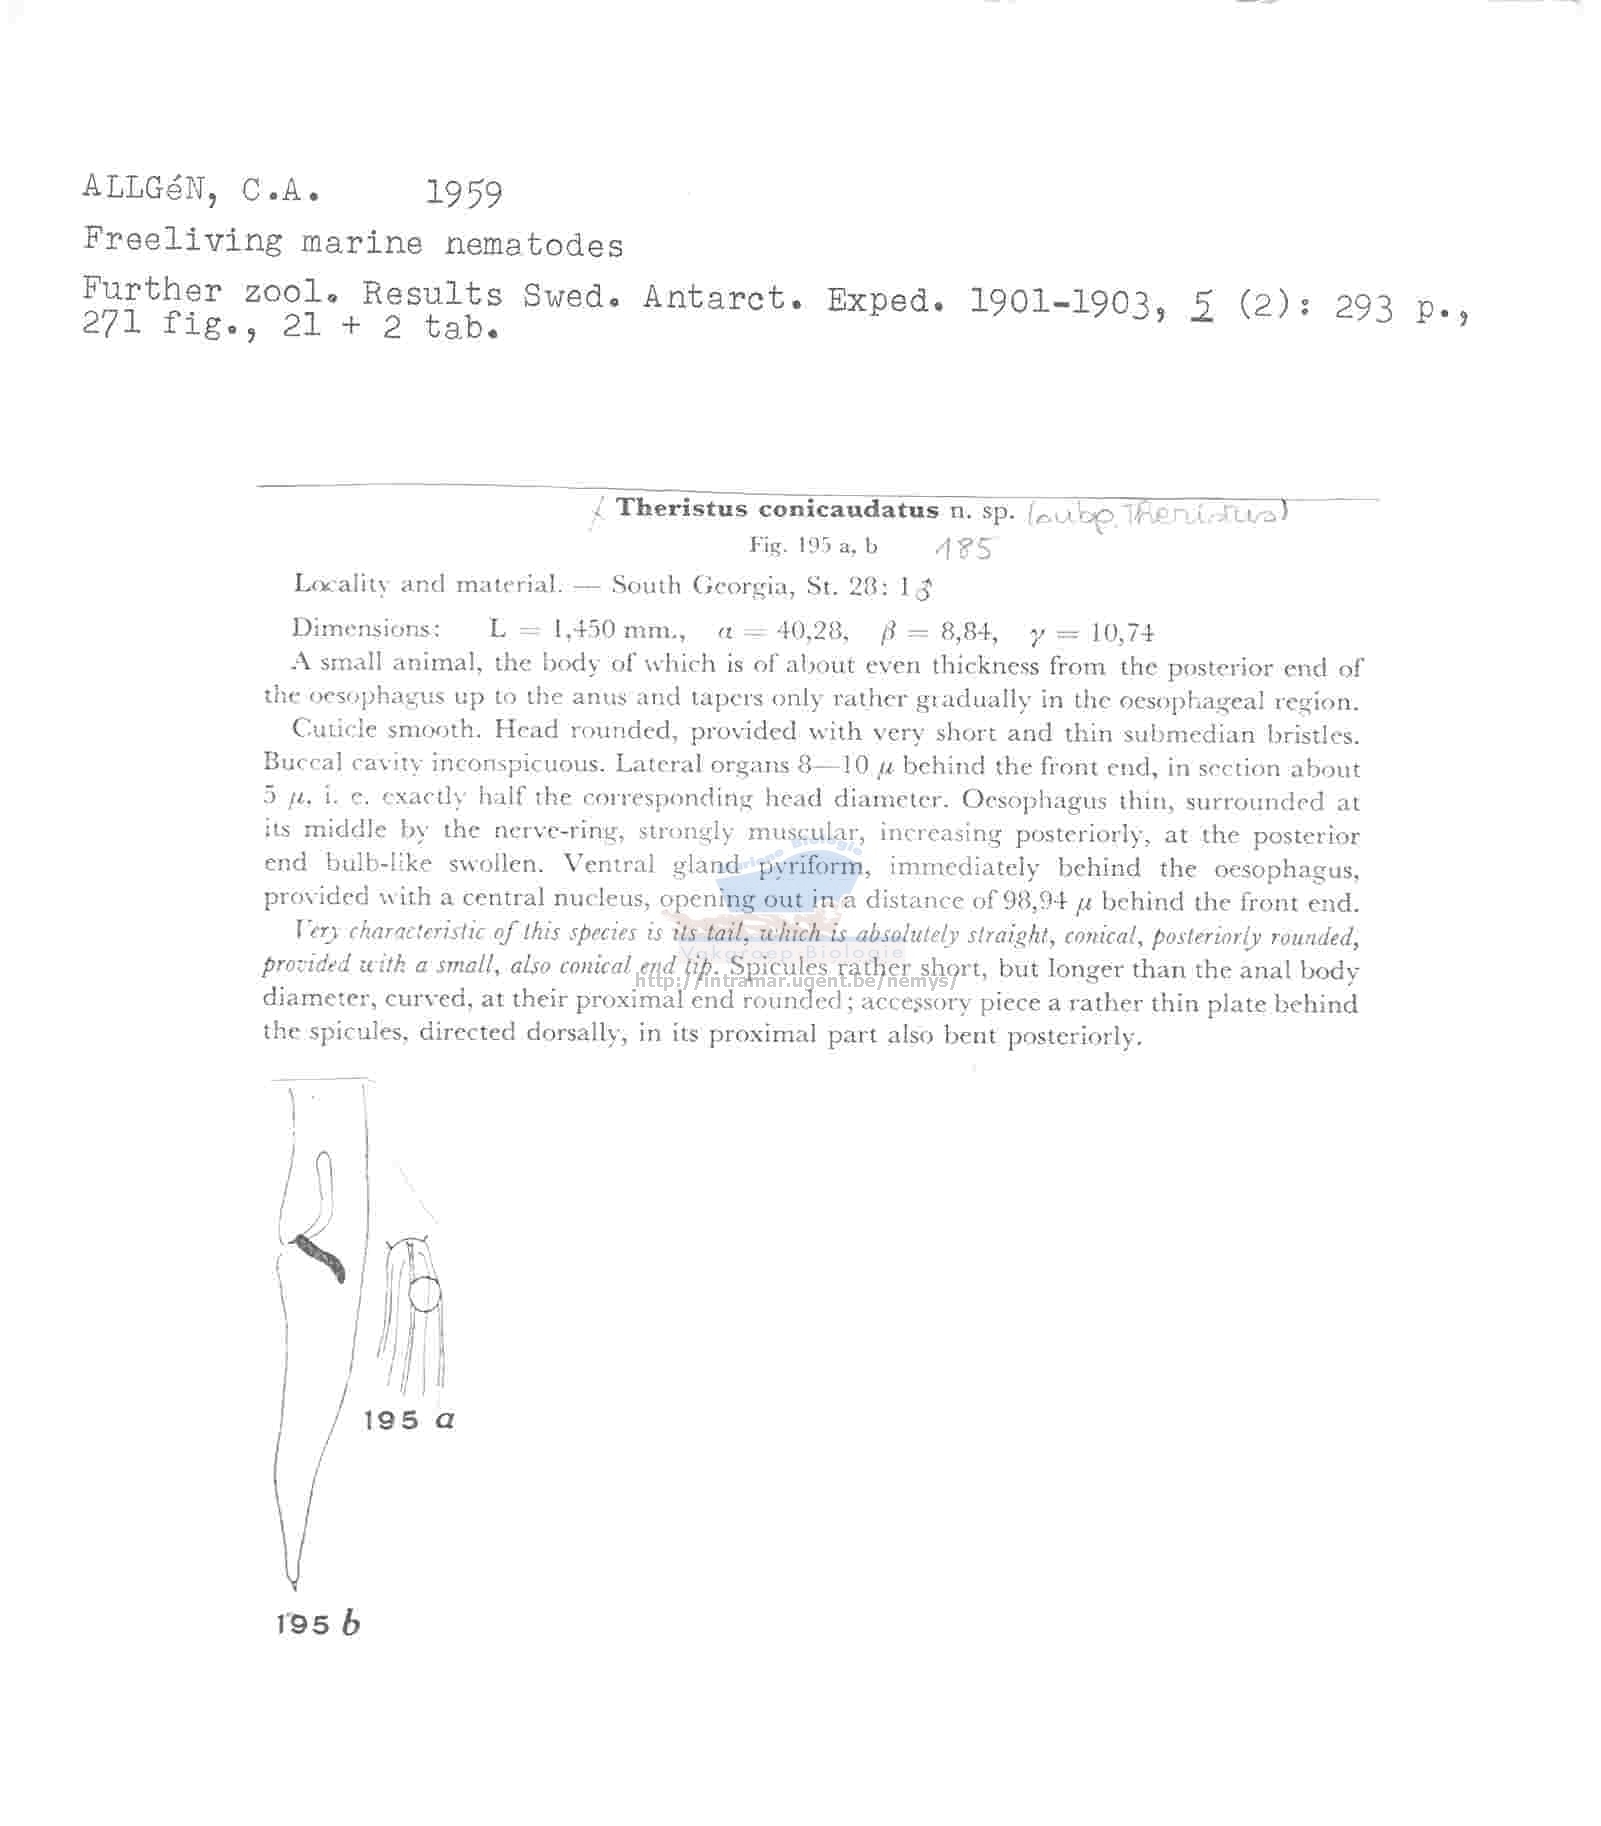 ALLGéN, C.A. 1959
Freeliving marine nematodes
Further zool. Results Swed. Antarct. Exped. 1901-1903, 5 (2): 293 p.,
271 fig., 21 + 2 tab.
Theristus conicaudatus n. sp. (subg. Theristus)
Fig. 195 a, b 185
Locality and material. — South Georgia, St. 28: 1 ♂
Dimensions: L = 1,450 mm., α = 40,28, β = 8,84, γ = 10,74
A small animal, the body of which is of about even thickness from the posterior end of
the oesophagus up to the anus and tapers only rather gradually in the oesophageal region.
Cuticle smooth. Head rounded, provided with very short and thin submedian bristles.
Buccal cavity inconspicuous. Lateral organs 8—10 μ behind the front end, in section about
5 μ, i. e. exactly half the corresponding head diameter. Oesophagus thin, surrounded at
its middle by the nerve-ring, strongly muscular, increasing posteriorly, at the posterior
end bulb-like swollen. Ventral gland pyriform, immediately behind the oesophagus,
provided with a central nucleus, opening out in a distance of 98,94 μ behind the front end.
Very characteristic of this species is its tail, which is absolutely straight, conical, posteriorly rounded,
provided with a small, also conical end tip. Spicules rather short, but longer than the anal body
diameter, curved, at their proximal end rounded; accessory piece a rather thin plate behind
the spicules, directed dorsally, in its proximal part also bent posteriorly.
Marine Biologie
Vakgroep Biologie
http://intramar.ugent.be/nemys/
195 a
195 b